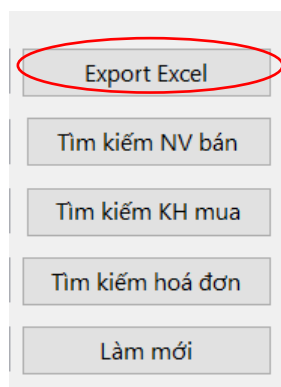 Export Excel
Tìm kiếm NV bán
Tìm kiếm KH mua
Tìm kiếm hoá đơn
Làm mới